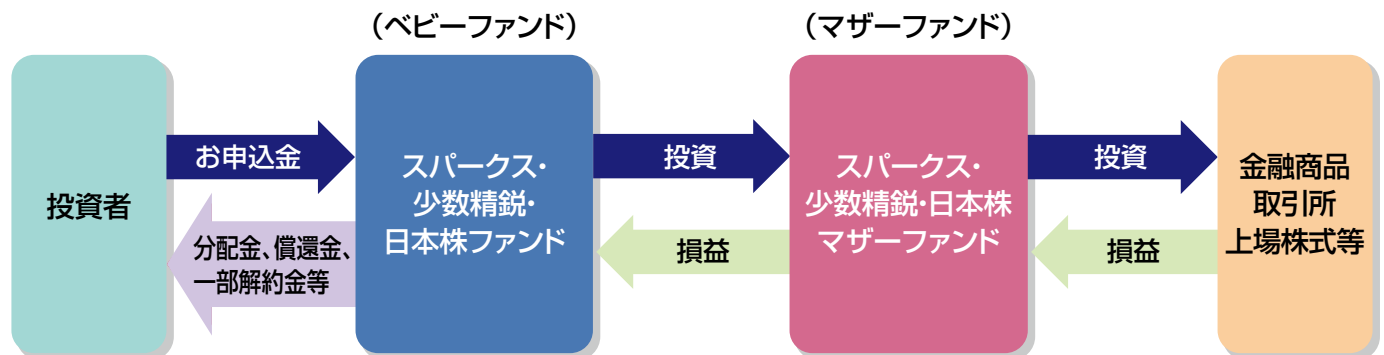 (ベビーファンド)
(マザーファンド)
投資者
お申込金
分配金、償還金、
一部解約金等
スパークス・
少数精鋭・
日本株ファンド
投資
損益
スパークス・
少数精鋭・日本株
マザーファンド
投資
損益
金融商品
取引所
上場株式等